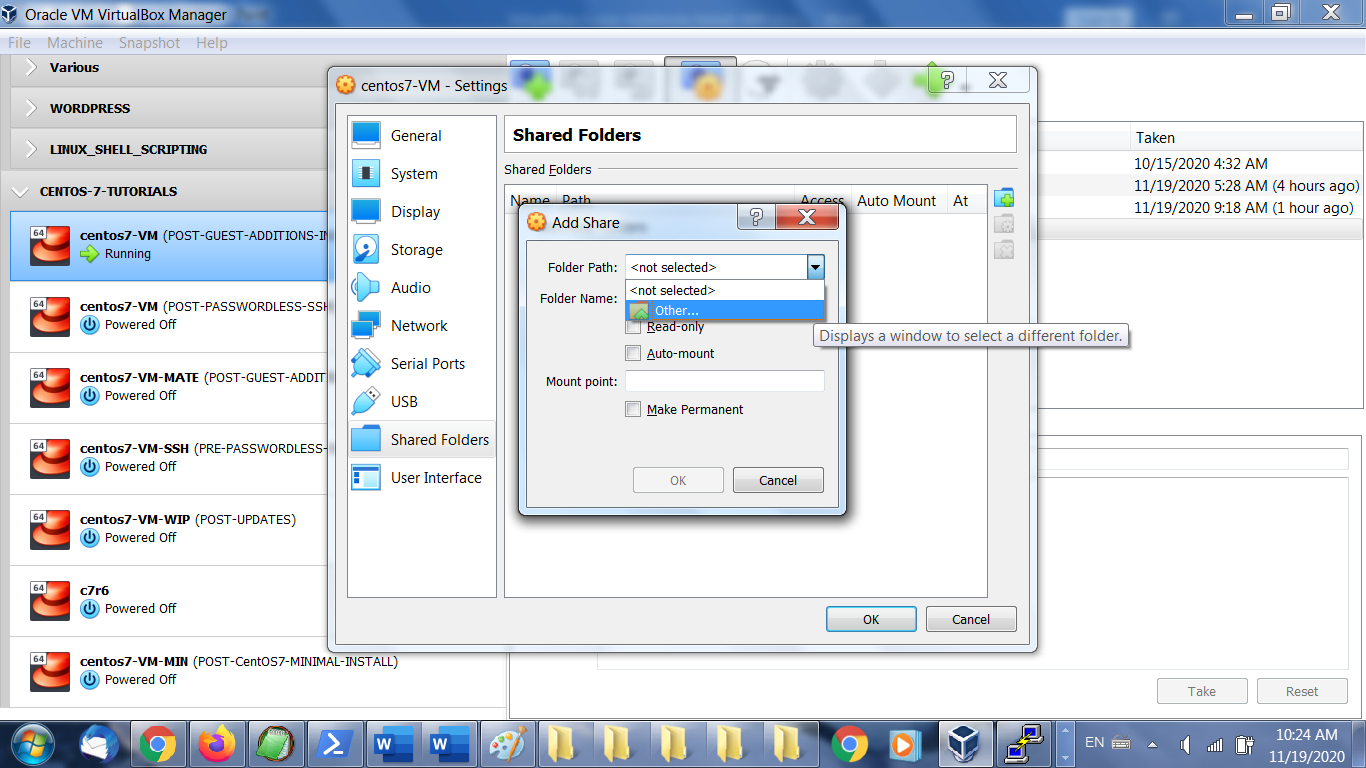 Oracle VM VirtualBox Manager
File Machine Snapshot Help
Various
WORDPRESS
LINUX_SHELL_SCRIPTING
CENTOS-7-TUTORIALS
64
centos7-VM (POST-GUEST-ADDITIONS-IN
Running
64
centos7-VM (POST-PASSWORDLESS-SSH
Powered Off
64
centos7-VM-MATE (POST-GUEST-ADDIT
Powered Off
64
centos7-VM-SSH (PRE-PASSWORDLESS-
Powered Off
64
centos7-VM-WIP (POST-UPDATES)
Powered Off
64
c7r6
Powered Off
64
centos7-VM-MIN (POST-CentOS7-MINIMAL-INSTALL)
Powered Off
centos7-VM - Settings
General
System
Display
Storage
Audio
Network
Serial Ports
USB
Shared Folders
User Interface
Shared Folders
Shared Folders
Name Path Access Auto Mount At
Add Share
Folder Path: <not selected>
<not selected>
Other...
Folder Name:
Read-only
Displays a window to select a different folder.
Auto-mount
Mount point:
Make Permanent
OK Cancel
OK Cancel
Taken
10/15/2020 4:32 AM
11/19/2020 5:28 AM (4 hours ago)
11/19/2020 9:18 AM (1 hour ago)
Take Reset
EN
10:24 AM
11/19/2020